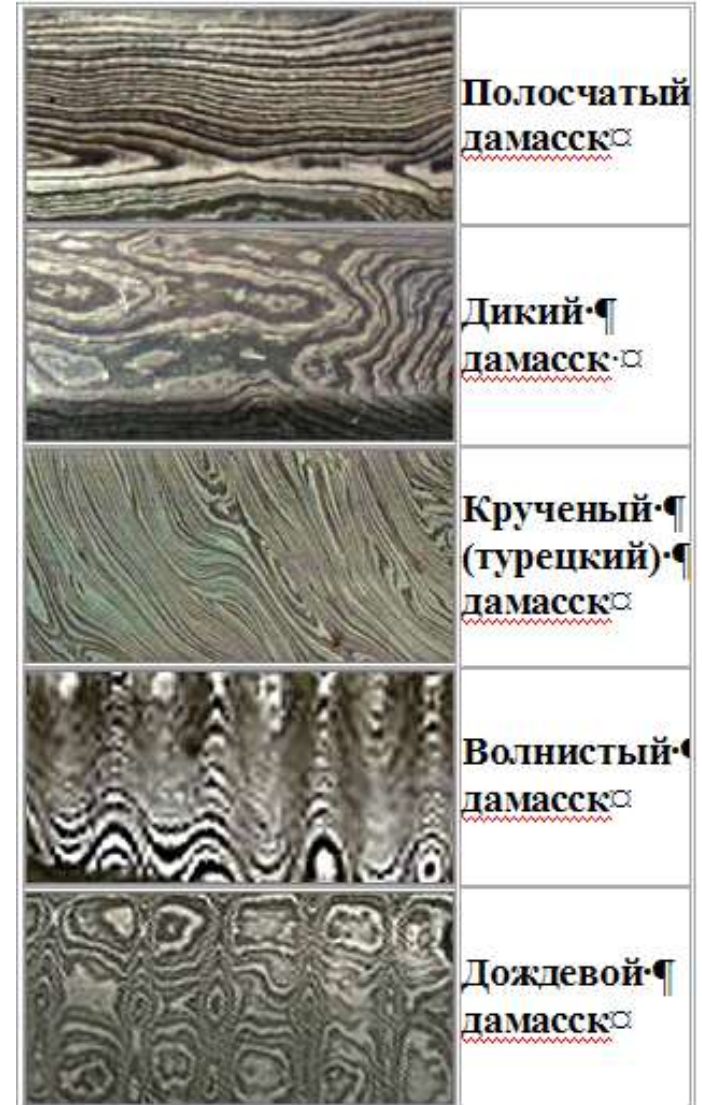 Полосчатый
дамасск¤
Дикий·¶
дамасск·¤
Крученый·¶
(турецкий)·¶
дамасск¤
Волнистый·¶
дамасск¤
Дождевой·¶
дамасск¤